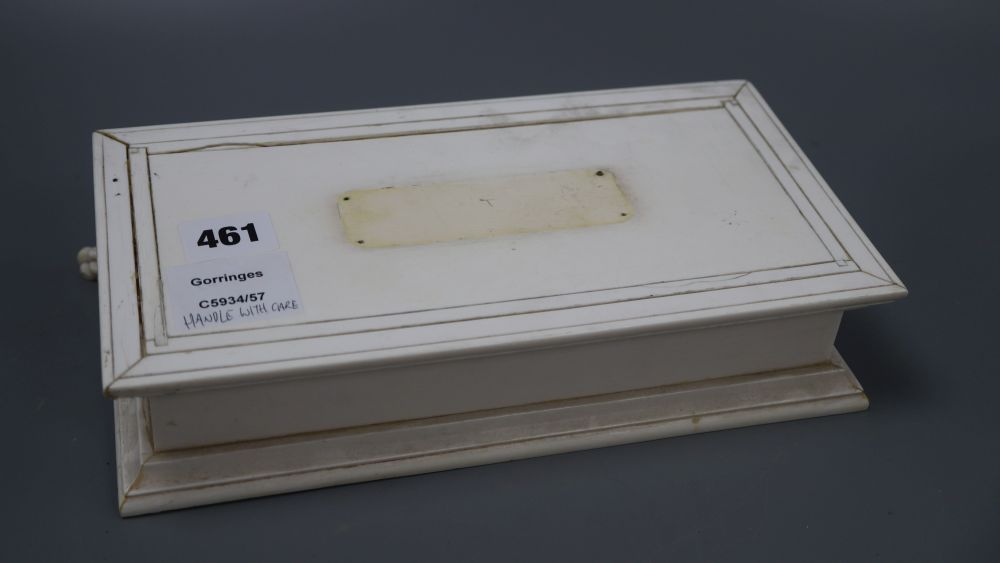 461
Gorringes
C5934/57
HANDLE WITH CARE